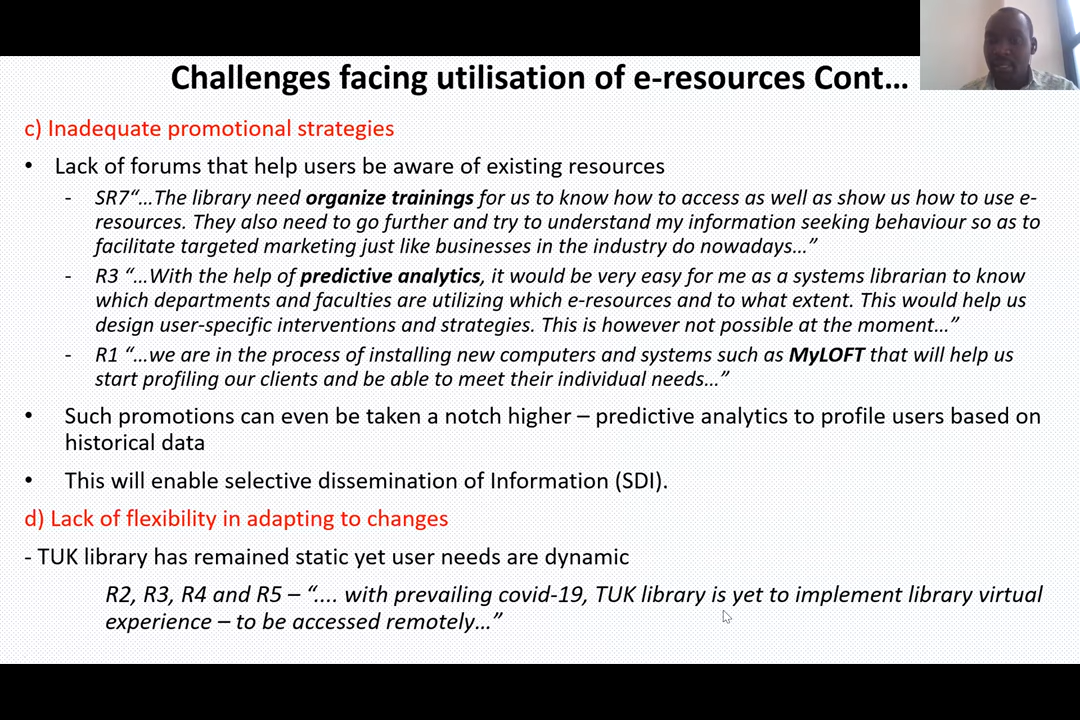 Challenges facing utilisation of e-resources Cont...
c) Inadequate promotional strategies
• Lack of forums that help users be aware of existing resources
- SR7“...The library need organize trainings for us to know how to access as well as show us how to use e-
resources. They also need to go further and try to understand my information seeking behaviour so as to
facilitate targeted marketing just like businesses in the industry do nowadays...”
- R3 “...With the help of predictive analytics, it would be very easy for me as a systems librarian to know
which departments and faculties are utilizing which e-resources and to what extent. This would help us
design user-specific interventions and strategies. This is however not possible at the moment...”
- R1 “...we are in the process of installing new computers and systems such as MyLOFT that will help us
start profiling our clients and be able to meet their individual needs...”
• Such promotions can even be taken a notch higher – predictive analytics to profile users based on
historical data
• This will enable selective dissemination of Information (SDI).
d) Lack of flexibility in adapting to changes
- TUK library has remained static yet user needs are dynamic
R2, R3, R4 and R5 – “.... with prevailing covid-19, TUK library is yet to implement library virtual
experience – to be accessed remotely...”